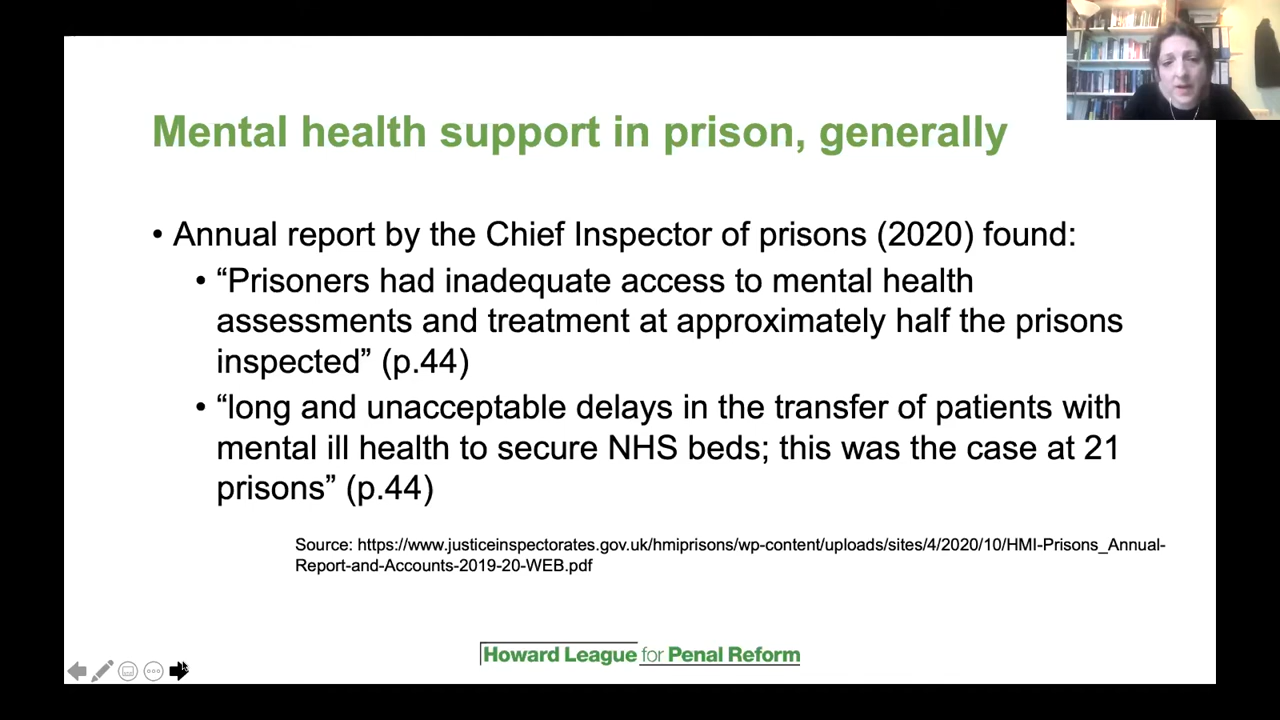 Mental health support in prison, generally
• Annual report by the Chief Inspector of prisons (2020) found:
• “Prisoners had inadequate access to mental health
assessments and treatment at approximately half the prisons
inspected” (p.44)
• “long and unacceptable delays in the transfer of patients with
mental ill health to secure NHS beds; this was the case at 21
prisons” (p.44)
Source: https://www.justiceinspectorates.gov.uk/hmiprisons/wp-content/uploads/sites/4/2020/10/HMI-Prisons_Annual-
Report-and-Accounts-2019-20-WEB.pdf
Howard League for Penal Reform